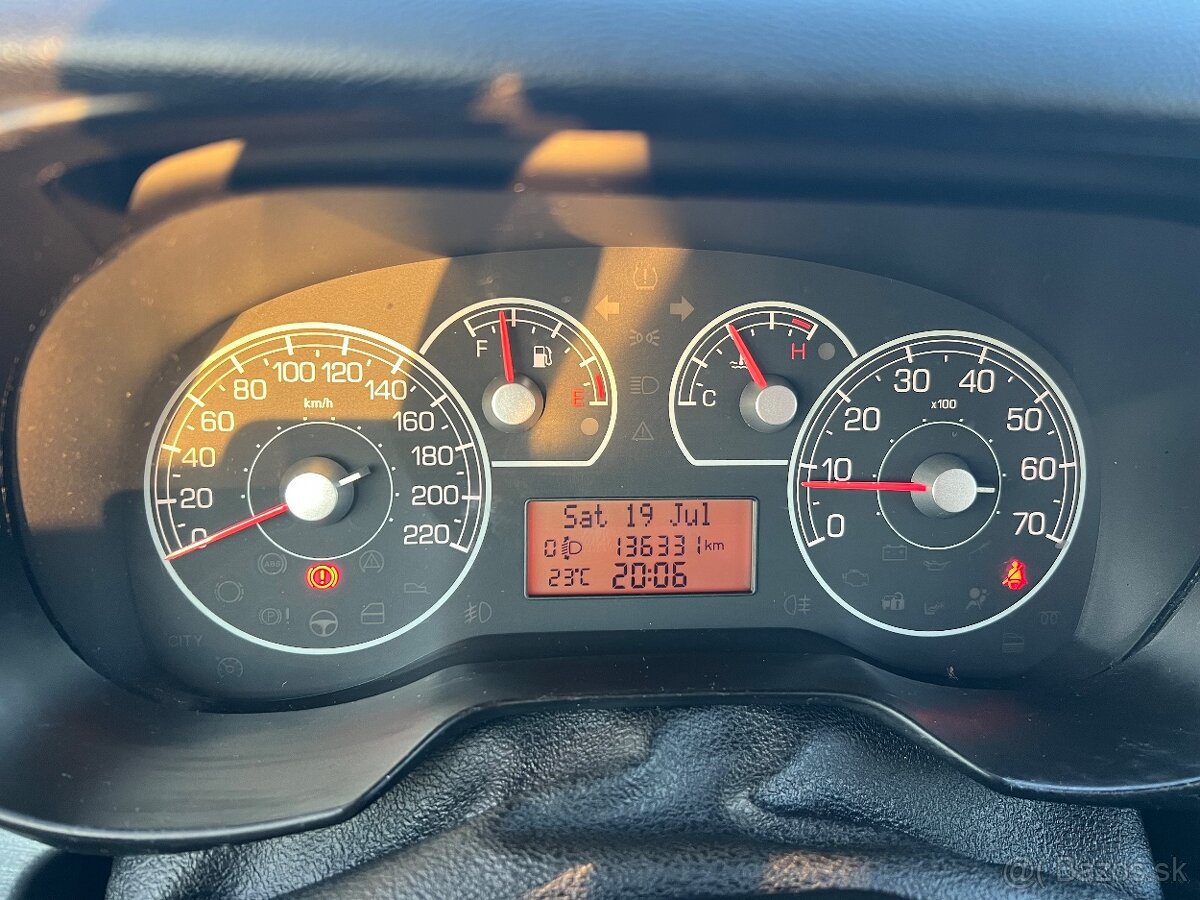 100 120
80 140
60 160
40 180
20 200
0 220
km/h
F E
C H
30 40
x100
20 50
10 60
0 70
Sat 19 Jul
0 136331 km
23°C 20:06
ABS
P !
CITY
Bazos.sk